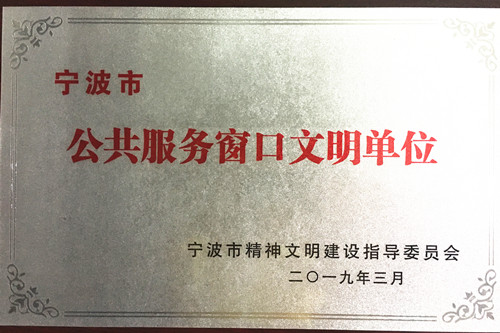 宁波市
公共服务窗口文明单位
宁波市精神文明建设指导委员会
二〇一九年三月